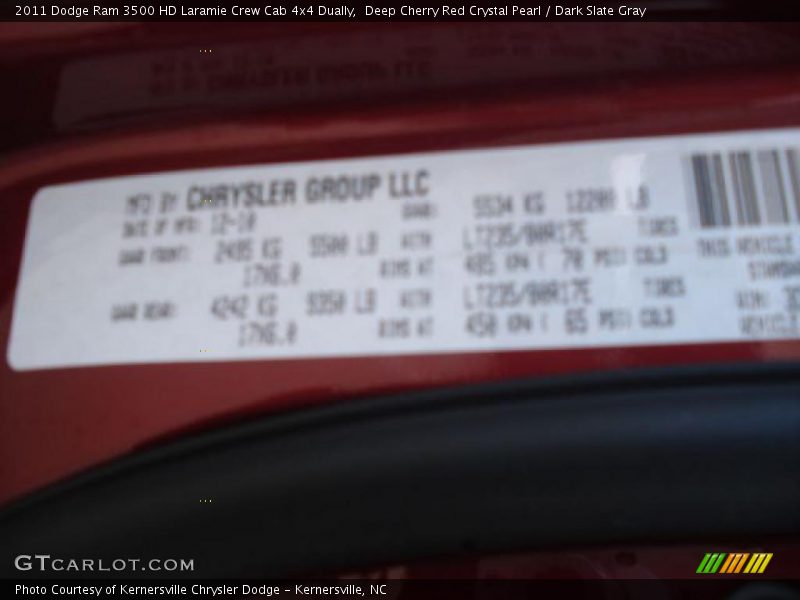 2011 Dodge Ram 3500 HD Laramie Crew Cab 4x4 Dually,  Deep Cherry Red Crystal Pearl / Dark Slate Gray
MFD BY CHRYSLER GROUP LLC
DATE OF MFR: 12-10 GVWR: 5534 KG 12200 LB
GAWR FRONT: 2495 KG 5500 LB WITH LT235/80R17E TIRES
17X6.0 RIMS AT 485 KPA ( 70 PSI) COLD
GAWR REAR: 4242 KG 9350 LB WITH LT235/80R17E TIRES
17X6.0 RIMS AT 450 KPA ( 65 PSI) COLD
THIS VEHICLE
VIN:
VEHICLE
GTCARLOT.COM
Photo Courtesy of Kernersville Chrysler Dodge - Kernersville, NC